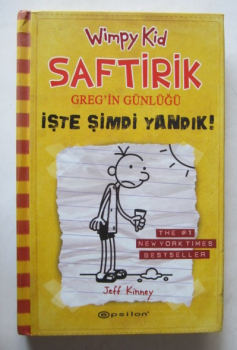 Wimpy Kid
SAFTİRİK
GREG'İN GÜNLÜĞÜ
İŞTE ŞİMDİ YANDIK!
THE #1
NEW YORK TIMES
BESTSELLER
Jeff Kinney
epsilon